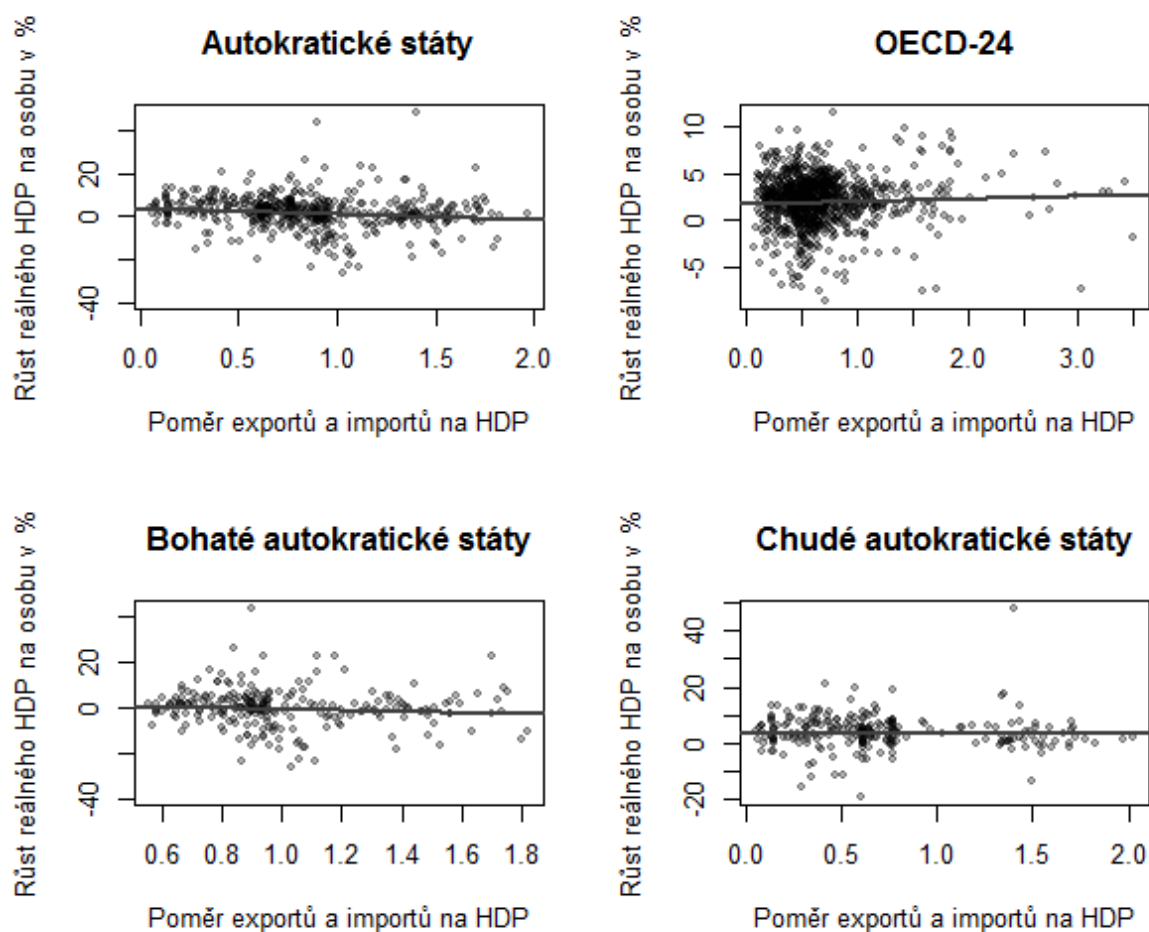 Autokratické státy
Růst reálného HDP na osobu v %
-40 0 20
0.0 0.5 1.0 1.5 2.0
Poměr exportů a importů na HDP
OECD-24
Růst reálného HDP na osobu v %
-5 0 5 10
0.0 1.0 2.0 3.0
Poměr exportů a importů na HDP
Bohaté autokratické státy
Růst reálného HDP na osobu v %
-40 0 20
0.6 0.8 1.0 1.2 1.4 1.6 1.8
Poměr exportů a importů na HDP
Chudé autokratické státy
Růst reálného HDP na osobu v %
-20 0 20 40
0.0 0.5 1.0 1.5 2.0
Poměr exportů a importů na HDP